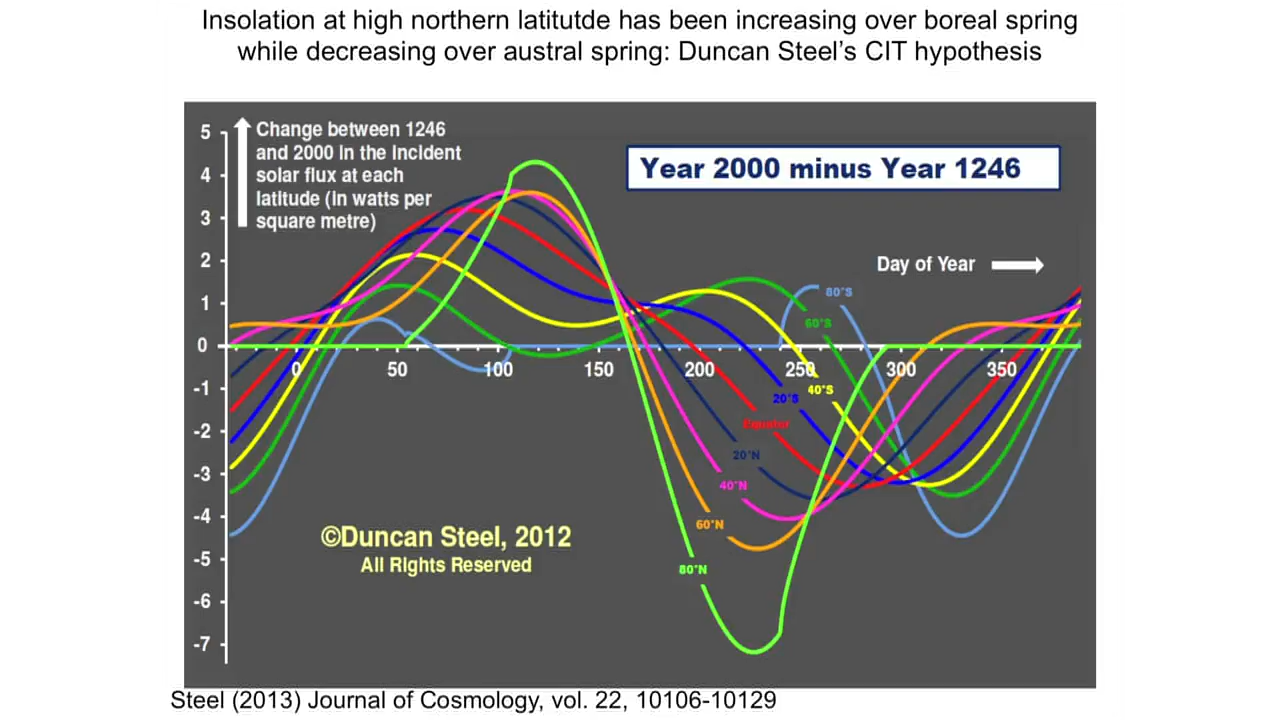 Insolation at high northern latitutde has been increasing over boreal spring
while decreasing over austral spring: Duncan Steel's CIT hypothesis
5
Change between 1246
and 2000 in the incident
solar flux at each
latitude (in watts per
square metre)
Year 2000 minus Year 1246
4
3
2
Day of Year
80°S
1
60°S
0
0 50 100 150 200 250 300 350
-1
40°S
20°S
Equator
-2
20°N
-3
40°N
-4
60°N
©Duncan Steel, 2012
-5
All Rights Reserved
80°N
-6
-7
Steel (2013) Journal of Cosmology, vol. 22, 10106-10129